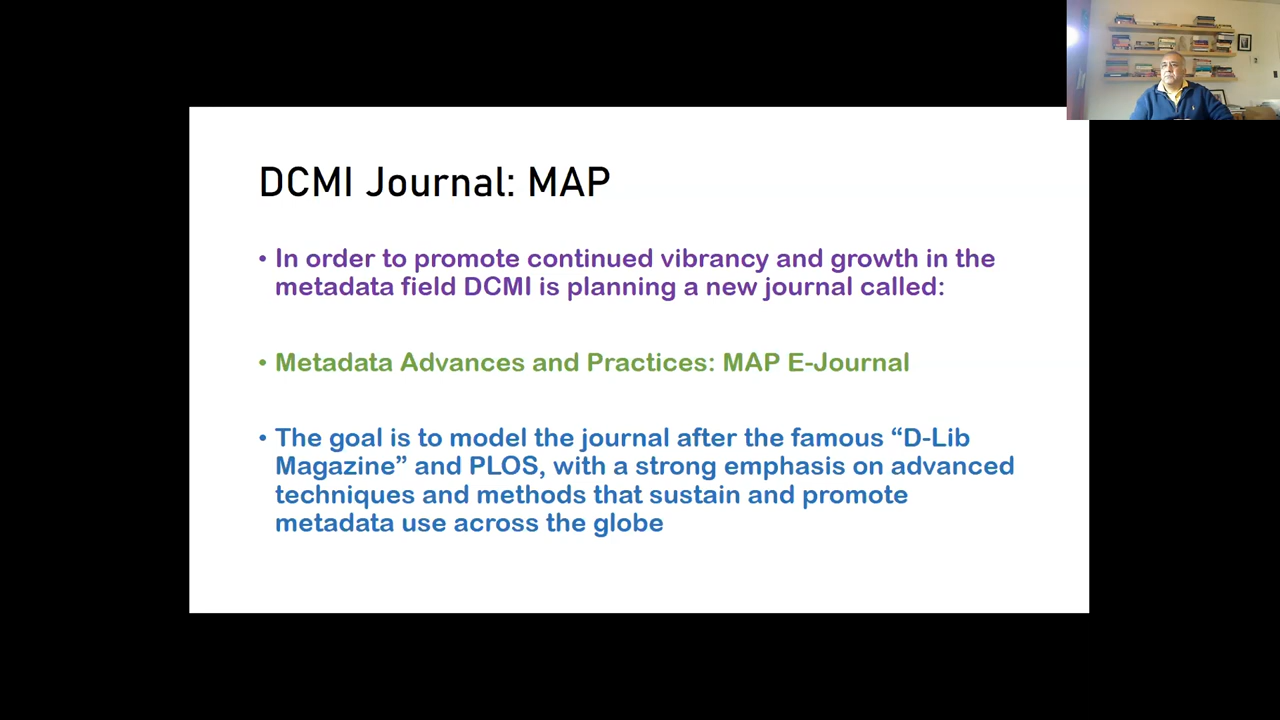 DCMI Journal: MAP
• In order to promote continued vibrancy and growth in the
metadata field DCMI is planning a new journal called:
• Metadata Advances and Practices: MAP E-Journal
• The goal is to model the journal after the famous “D-Lib
Magazine” and PLOS, with a strong emphasis on advanced
techniques and methods that sustain and promote
metadata use across the globe